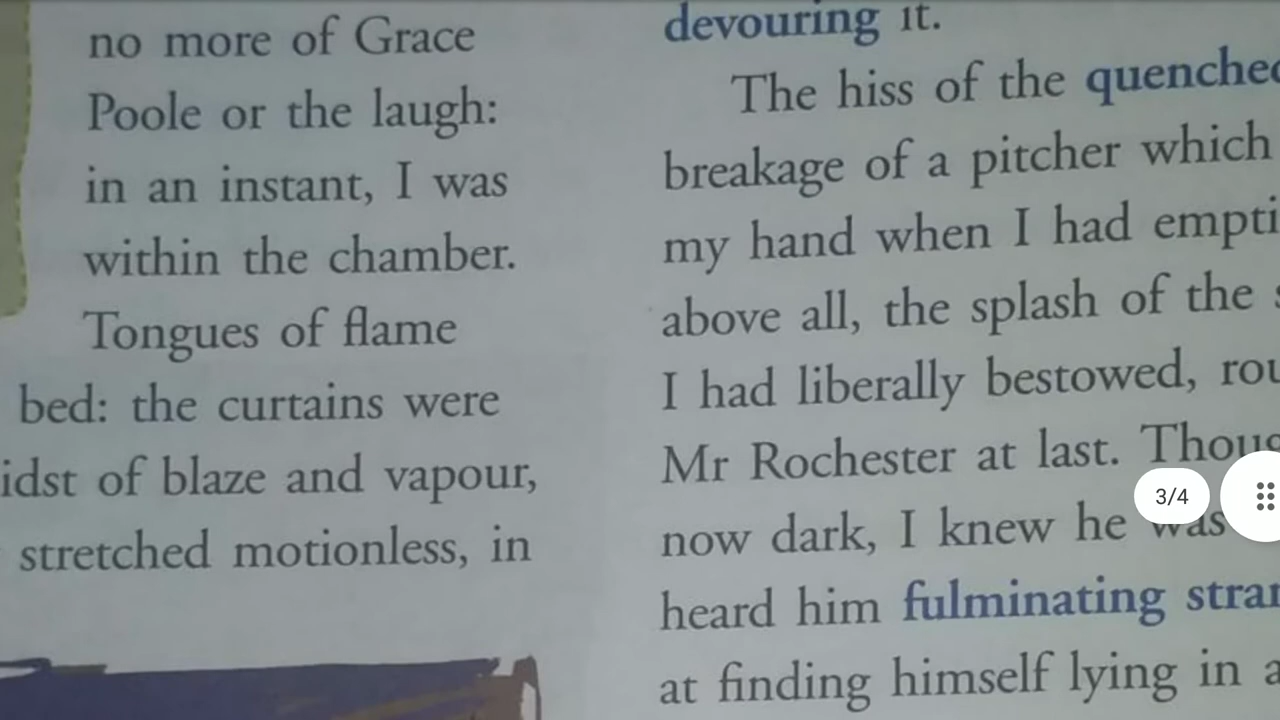 no more of Grace
Poole or the laugh:
in an instant, I was
within the chamber.
Tongues of flame
bed: the curtains were
of blaze and vapour,
stretched motionless, in
devouring it.
The hiss of the
breakage of a pitcher which
my hand when I had
above all, the splash of the
I had liberally bestowed,
Mr Rochester at last.
now dark, I knew he was
heard him fulminating
at finding himself lying in a
3/4